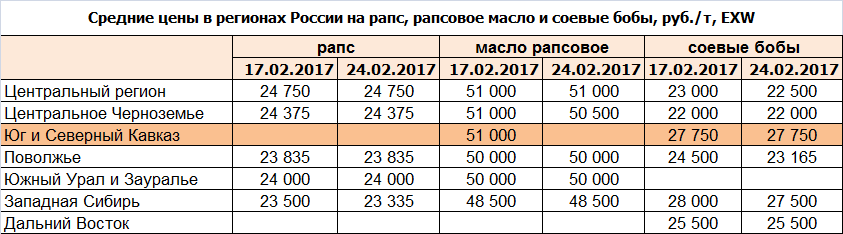 Средние цены в регионах России на рапс, рапсовое масло и соевые бобы, руб./т, EXW
рапс масло рапсовое соевые бобы
17.02.2017 24.02.2017 17.02.2017 24.02.2017 17.02.2017 24.02.2017
Центральный регион 24 750 24 750 51 000 51 000 23 000 22 500
Центральное Черноземье 24 375 24 375 51 000 50 500 22 000 22 000
Юг и Северный Кавказ 51 000 27 750 27 750
Поволжье 23 835 23 835 50 000 50 000 24 500 23 165
Южный Урал и Зауралье 24 000 24 000 50 000 50 000
Западная Сибирь 23 500 23 335 48 500 48 500 28 000 27 500
Дальний Восток 25 500 25 500